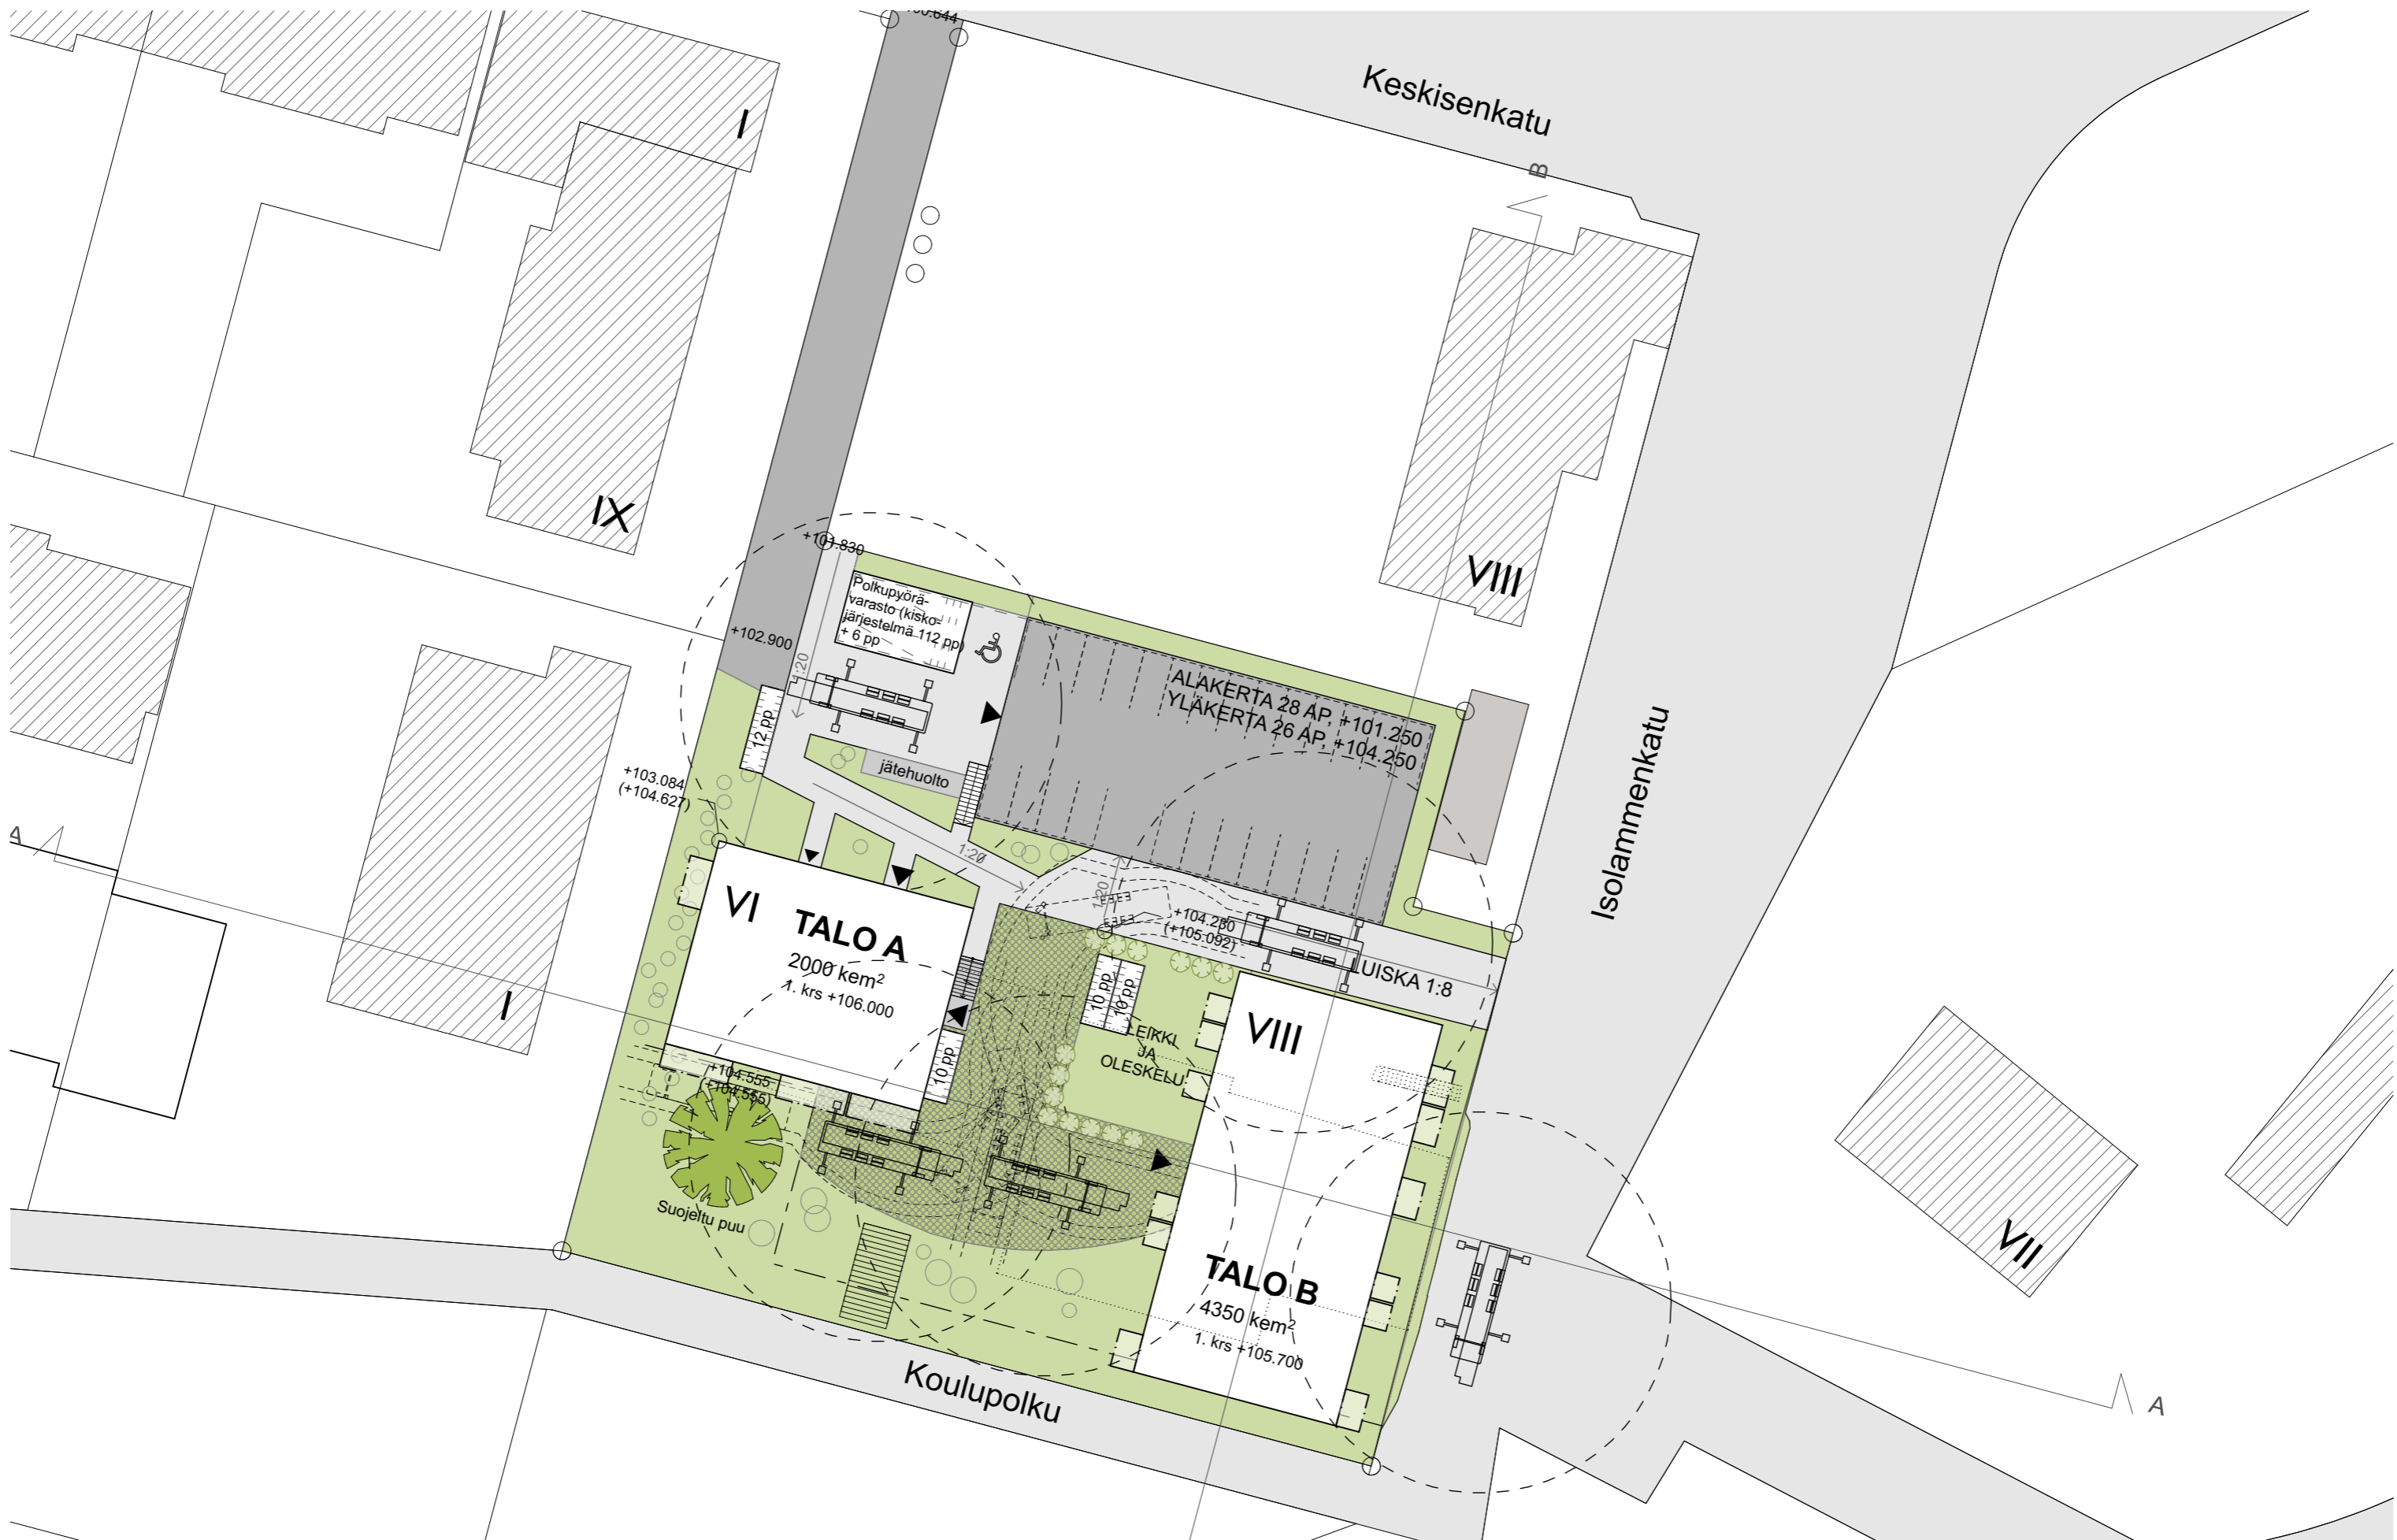 Keskisenkatu
B
I
IX
VIII
+101.830
Polkupyörä-
varasto (kisko-
järjestelmä 112 pp)
+ 6 pp
+102.900
1:20
12 pp
ALAKERTA 28 AP, +101.250
YLÄKERTA 26 AP, +104.250
jätehuolto
+103.084
(+104.627)
Isolammenkatu
A
1:20
1:20
VI
TALO A
2000 kem²
1. krs +106.000
+104.280
(+105.092)
LUISKA 1:8
10 pp
10 pp
10 pp
LEIKKI
JA
OLESKELU
VIII
I
+104.555
(+104.555)
Suojeltu puu
TALO B
4350 kem²
1. krs +105.700
VII
Koulupolku
A